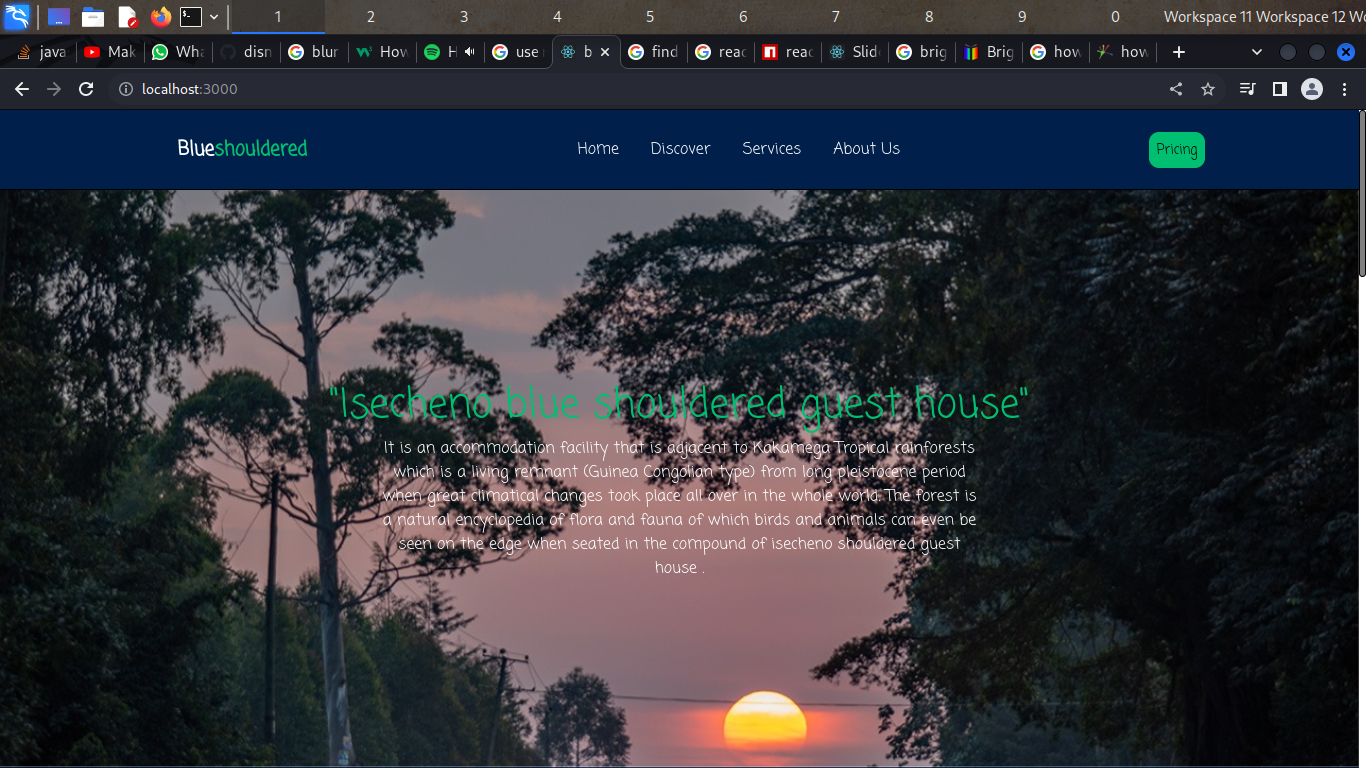 1 2 3 4 5 6 7 8 9 0 Workspace 11 Workspace 12 Wo
java Mak Wha disn blur How H use b find reac reac Slid brig Brig how how
localhost:3000
Blueshouldered Home Discover Services About Us Pricing
"Isecheno blue shouldered guest house"
It is an accommodation facility that is adjacent to Kakamega Tropical rainforests
which is a living remnant (Guinea Congolian type) from long pleistocene period
when great climatical changes took place all over in the whole world. The forest is
a natural encyclopedia of flora and fauna of which birds and animals can even be
seen on the edge when seated in the compound of isecheno shouldered guest
house .